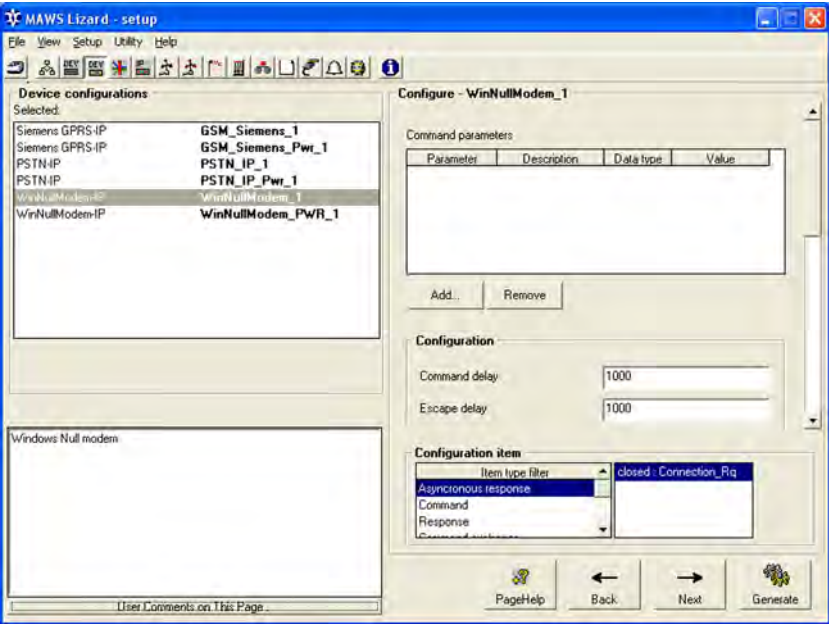 MAWS Lizard - setup
File View Setup Utility Help
DEV DEV
Device configurations
Selected:
Siemens GPRS-IP GSM_Siemens_1
Siemens GPRS-IP GSM_Siemens_Pwr_1
PSTN-IP PSTN_IP_1
PSTN-IP PSTN_IP_Pwr_1
WinNullModem-IP WinNullModem_1
WinNullModem-IP WinNullModem_PWR_1
Windows Null modem
User Comments on This Page
Configure - WinNullModem_1
Command parameters
Parameter Description Data type Value
Add... Remove
Configuration
Command delay 1000
Escape delay 1000
Configuration item
Item type filter
Asyncronous response
Command
Response
closed : Connection_Rq
PageHelp Back Next Generate